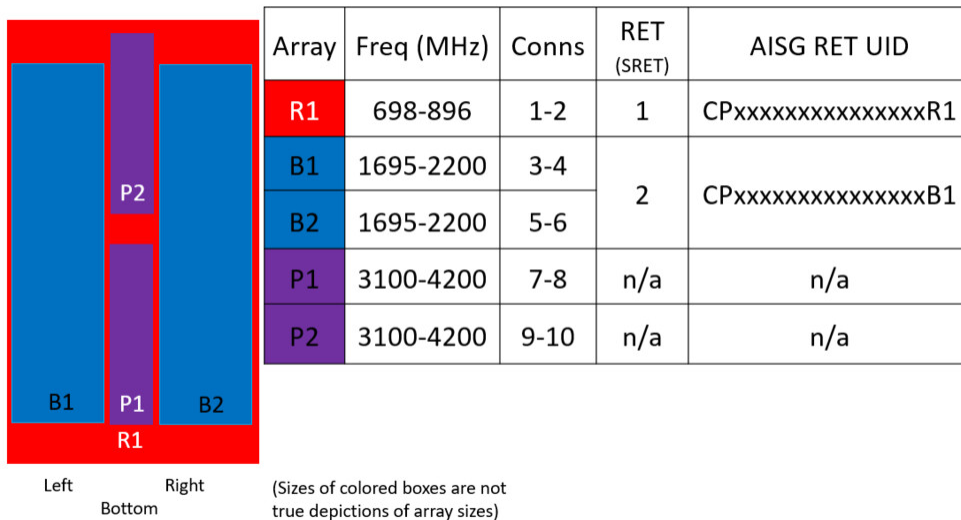 P2
B1
P1
B2
R1
Left
Right
Bottom
Array Freq (MHz) Conns RET (SRET) AISG RET UID
R1 698-896 1-2 1 CPxxxxxxxxxxxxxxxR1
B1 1695-2200 3-4 2 CPxxxxxxxxxxxxxxxB1
B2 1695-2200 5-6
P1 3100-4200 7-8 n/a n/a
P2 3100-4200 9-10 n/a n/a
(Sizes of colored boxes are not
true depictions of array sizes)